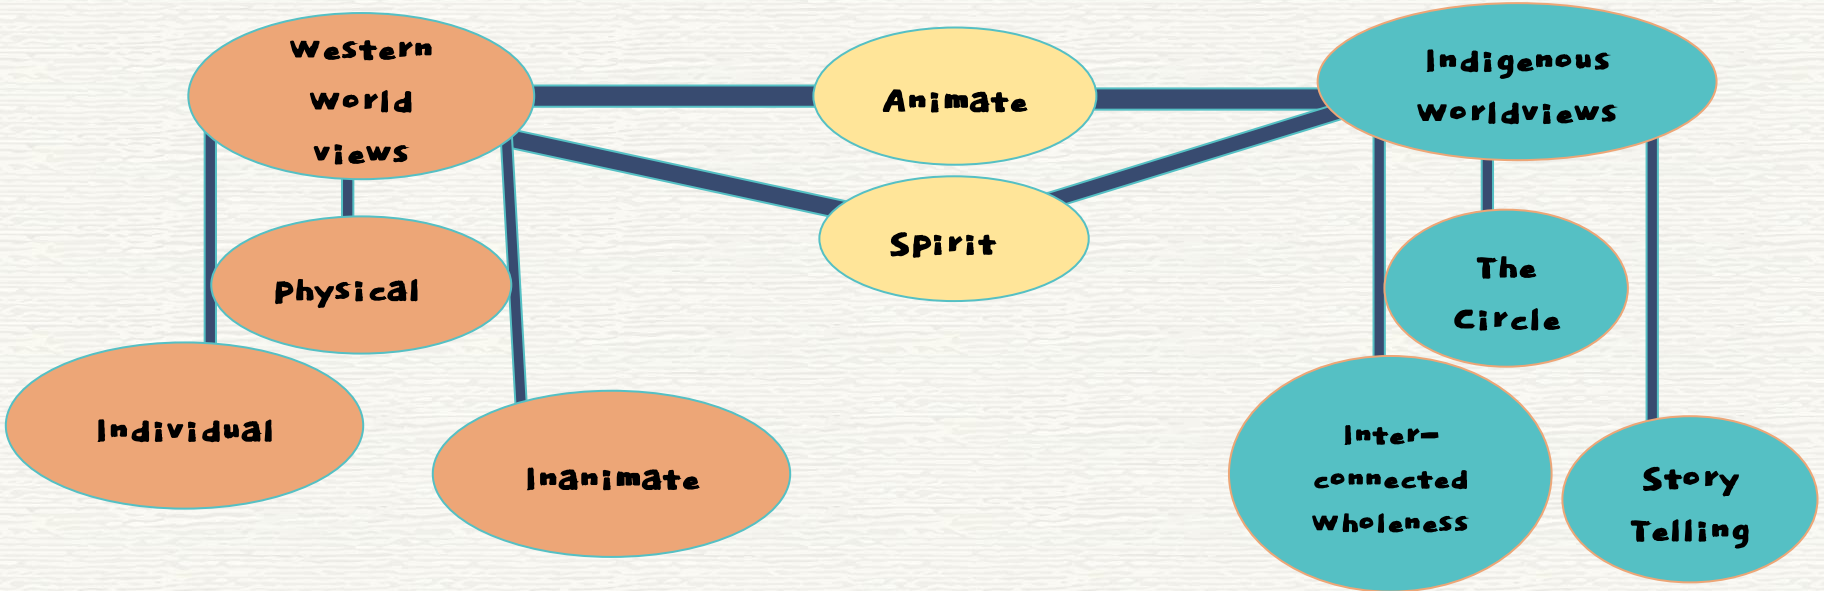 Western
World
views
Animate
Indigenous
Worldviews
Spirit
Physical
The
Circle
Individual
Inanimate
Inter-
connected
Wholeness
Story
Telling